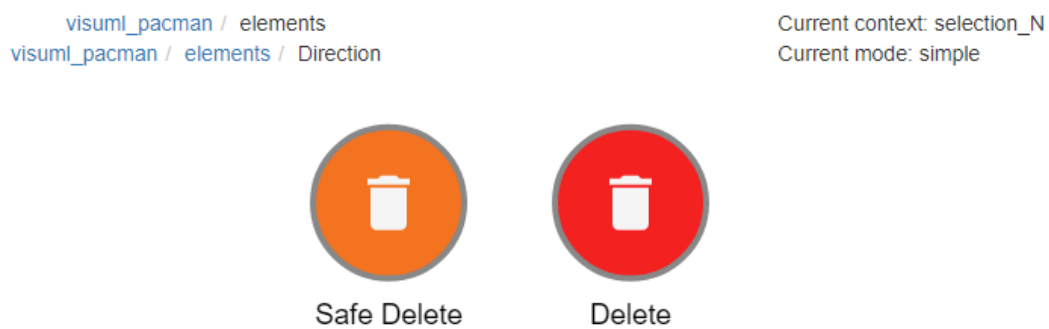 visuml_pacman / elements
visuml_pacman / elements / Direction
Current context: selection_N
Current mode: simple
Safe Delete
Delete